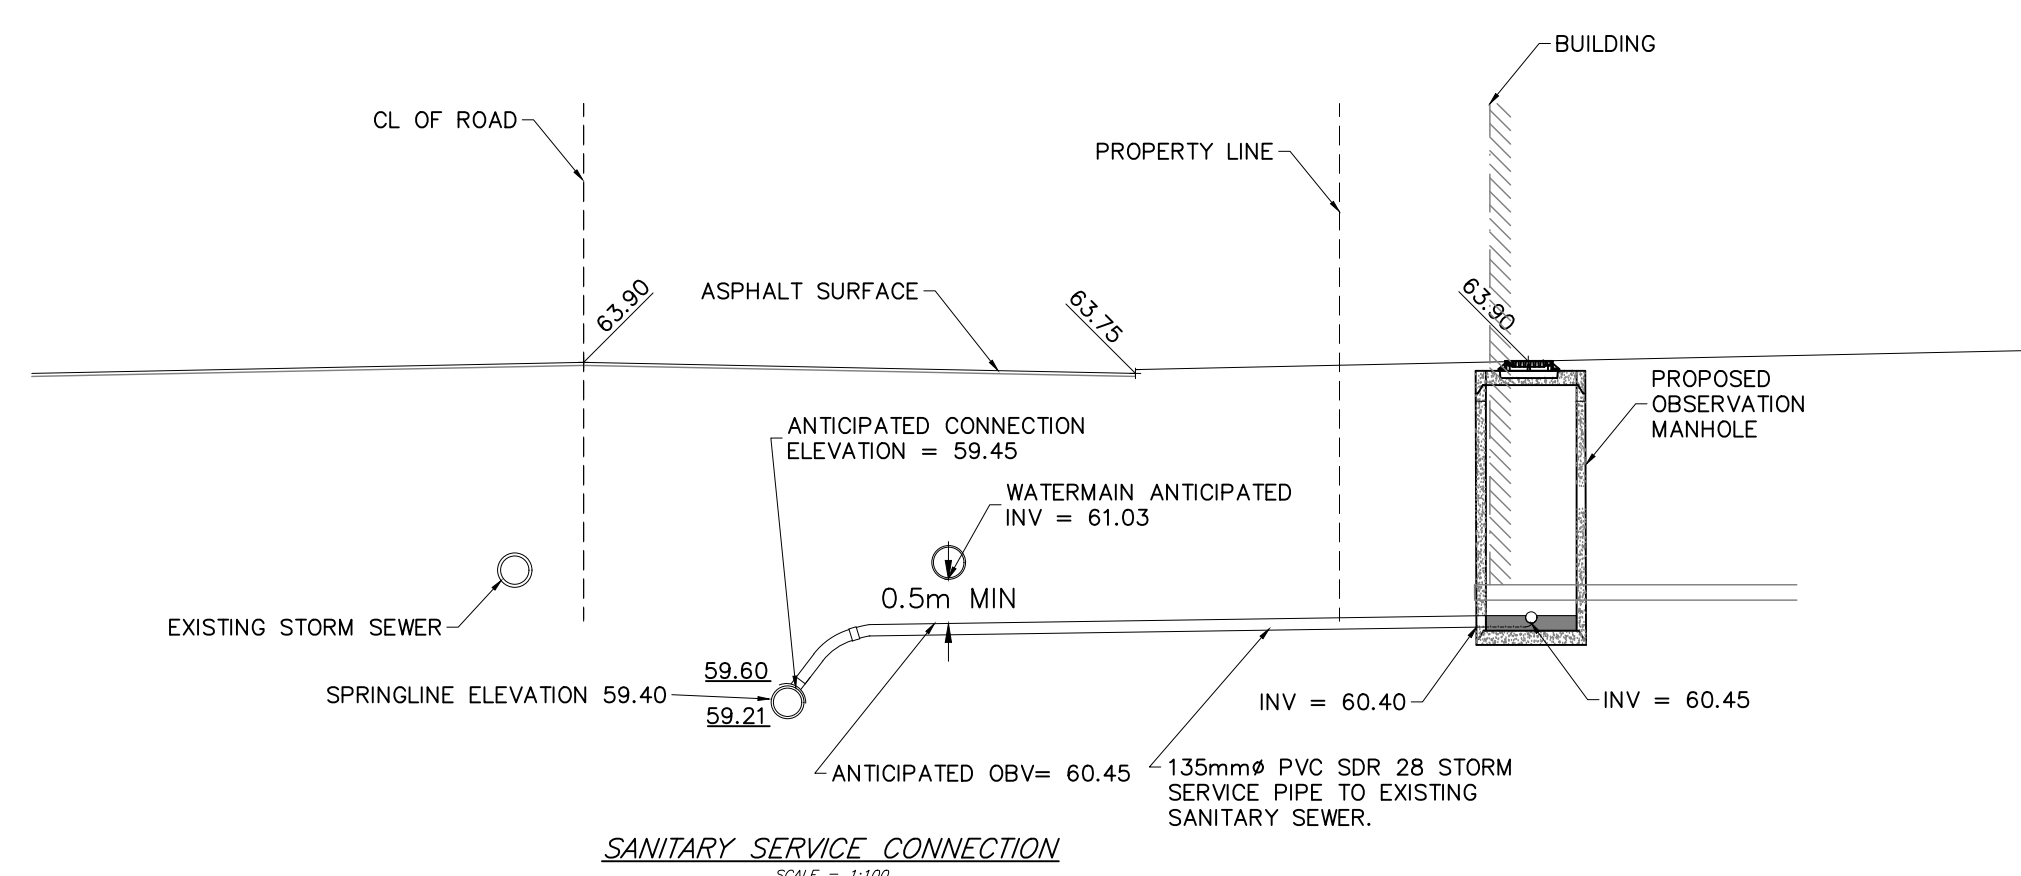 BUILDING
CL OF ROAD
PROPERTY LINE
63.90
ASPHALT SURFACE
63.75
63.90
PROPOSED
OBSERVATION
MANHOLE
ANTICIPATED CONNECTION
ELEVATION = 59.45
WATERMAIN ANTICIPATED
INV = 61.03
0.5m MIN
EXISTING STORM SEWER
59.60
SPRINGLINE ELEVATION 59.40
59.21
INV = 60.40
INV = 60.45
ANTICIPATED OBV= 60.45
135mmø PVC SDR 28 STORM
SERVICE PIPE TO EXISTING
SANITARY SEWER.
SANITARY SERVICE CONNECTION
SCALE = 1:100